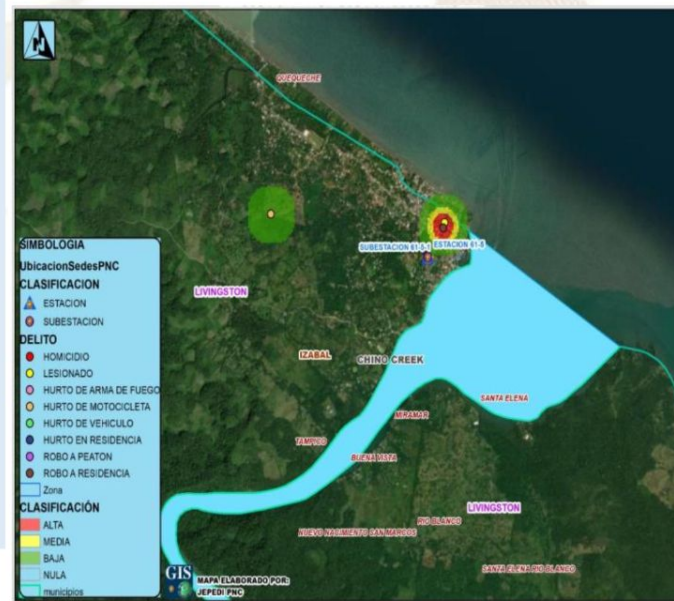 N
QUEQUECHE
SUBESTACION 61-5-1
ESTACION 61-5
LIVINGSTON
IZABAL
CHINO CREEK
SANTA ELENA
MIRAMAR
TAMPICO
BUENA VISTA
LIVINGSTON
RIO BLANCO
NUEVO NACIMIENTO SAN MARCOS
SANTA ELENA RIO BLANCO
SIMBOLOGIA
UbicacionSedesPNC
CLASIFICACION
ESTACION
SUBESTACION
DELITO
HOMICIDIO
LESIONADO
HURTO DE ARMA DE FUEGO
HURTO DE MOTOCICLETA
HURTO DE VEHICULO
HURTO EN RESIDENCIA
ROBO A PEATON
ROBO A RESIDENCIA
Zona
CLASIFICACIÓN
ALTA
MEDIA
BAJA
NULA
municipios
GIS
MAPA ELABORADO POR:
JEPEDI PNC